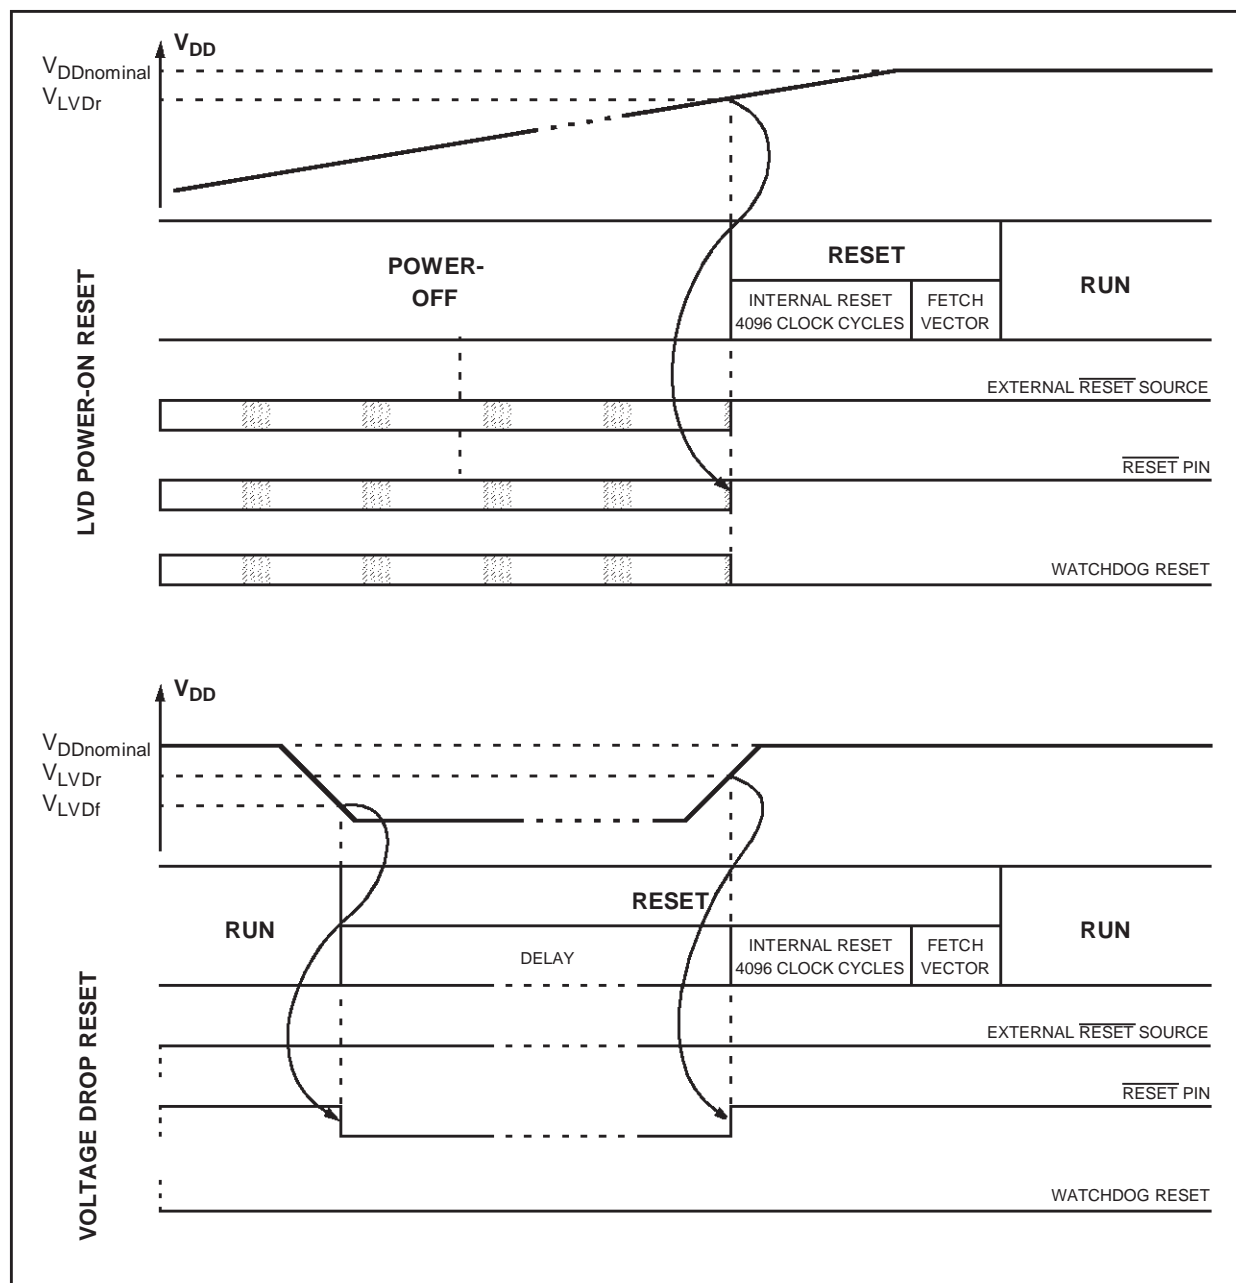 VDD
VDDnominal
VLVDr
LVD POWER-ON RESET
POWER-
OFF
RESET
RUN
INTERNAL RESET
4096 CLOCK CYCLES
FETCH
VECTOR
EXTERNAL RESET SOURCE
RESET PIN
WATCHDOG RESET
VDD
VDDnominal
VLVDr
VLVDf
VOLTAGE DROP RESET
RUN
RESET
RUN
DELAY
INTERNAL RESET
4096 CLOCK CYCLES
FETCH
VECTOR
EXTERNAL RESET SOURCE
RESET PIN
WATCHDOG RESET